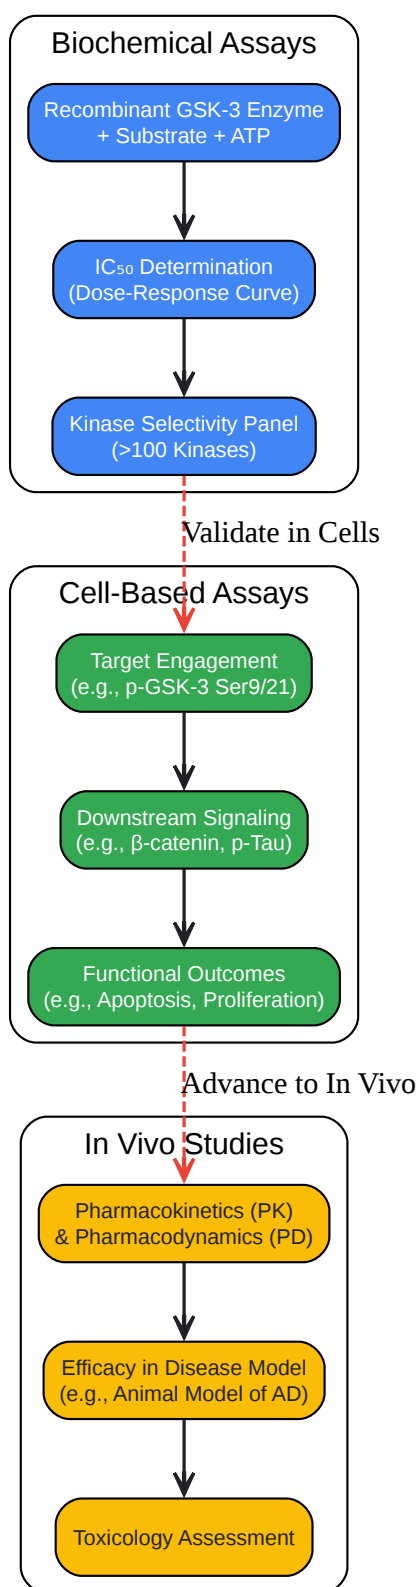 Biochemical Assays
Recombinant GSK-3 Enzyme
+ Substrate + ATP
IC₅₀ Determination
(Dose-Response Curve)
Kinase Selectivity Panel
(>100 Kinases)
Validate in Cells
Cell-Based Assays
Target Engagement
(e.g., p-GSK-3 Ser9/21)
Downstream Signaling
(e.g., β-catenin, p-Tau)
Functional Outcomes
(e.g., Apoptosis, Proliferation)
Advance to In Vivo
In Vivo Studies
Pharmacokinetics (PK)
& Pharmacodynamics (PD)
Efficacy in Disease Model
(e.g., Animal Model of AD)
Toxicology Assessment